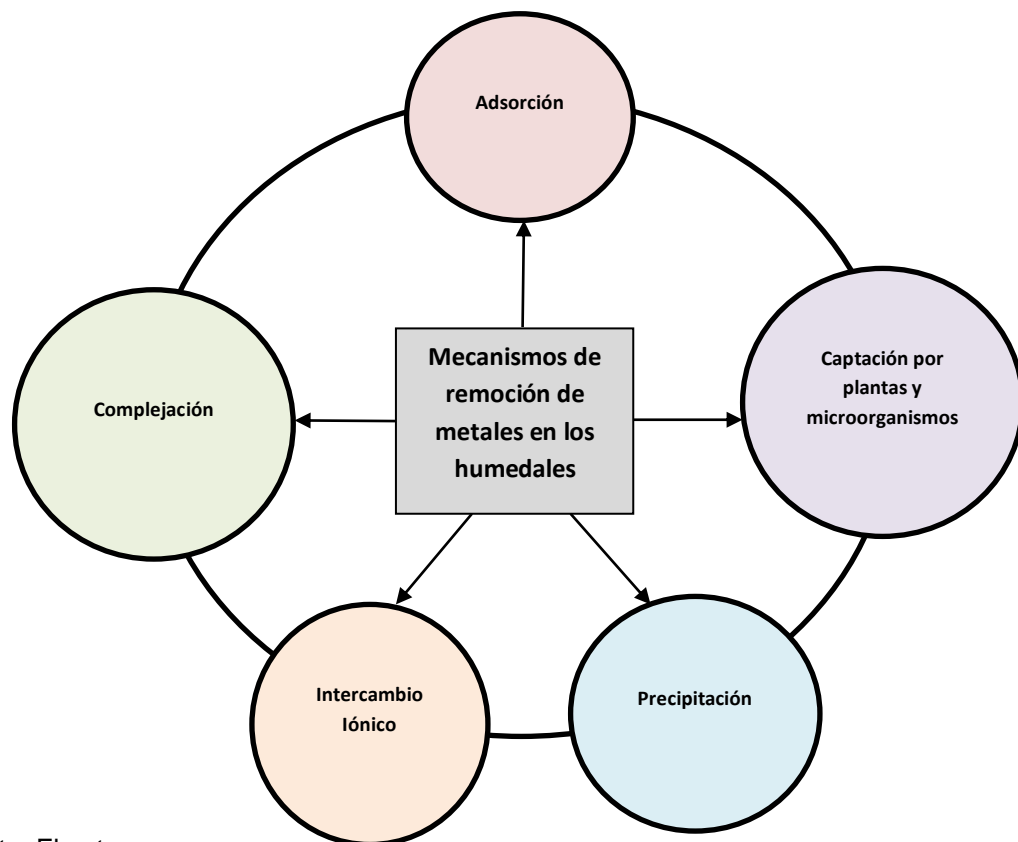 Adsorción
Mecanismos de
remoción de
metales en los
humedales
Captación por
plantas y
microorganismos
Complejación
Intercambio
Iónico
Precipitación